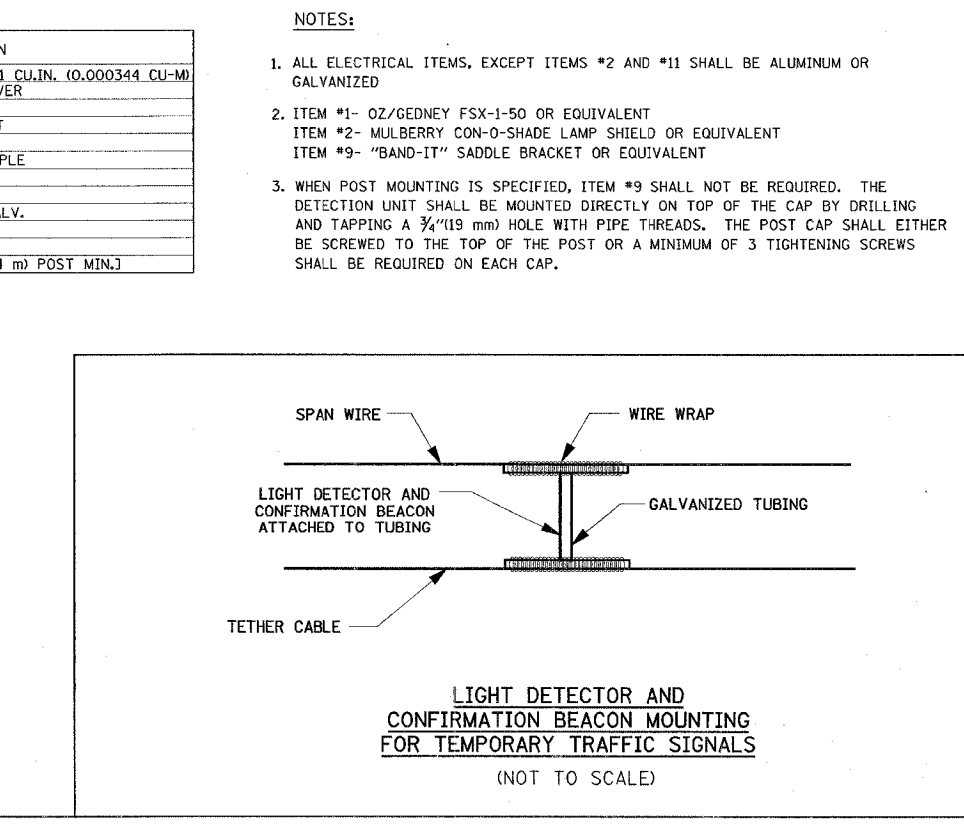 NOTES:
N
1 CU.IN. (0.000344 CU-M)
VER
T
PLE
LV.
1 m) POST MIN.]
1. ALL ELECTRICAL ITEMS, EXCEPT ITEMS #2 AND #11 SHALL BE ALUMINUM OR
GALVANIZED
2. ITEM #1- OZ/GEDNEY FSX-1-50 OR EQUIVALENT
ITEM #2- MULBERRY CON-O-SHADE LAMP SHIELD OR EQUIVALENT
ITEM #9- "BAND-IT" SADDLE BRACKET OR EQUIVALENT
3. WHEN POST MOUNTING IS SPECIFIED, ITEM #9 SHALL NOT BE REQUIRED. THE
DETECTION UNIT SHALL BE MOUNTED DIRECTLY ON TOP OF THE CAP BY DRILLING
AND TAPPING A 3/4"(19 mm) HOLE WITH PIPE THREADS. THE POST CAP SHALL EITHER
BE SCREWED TO THE TOP OF THE POST OR A MINIMUM OF 3 TIGHTENING SCREWS
SHALL BE REQUIRED ON EACH CAP.
SPAN WIRE
WIRE WRAP
LIGHT DETECTOR AND
CONFIRMATION BEACON
ATTACHED TO TUBING
GALVANIZED TUBING
TETHER CABLE
LIGHT DETECTOR AND
CONFIRMATION BEACON MOUNTING
FOR TEMPORARY TRAFFIC SIGNALS
(NOT TO SCALE)